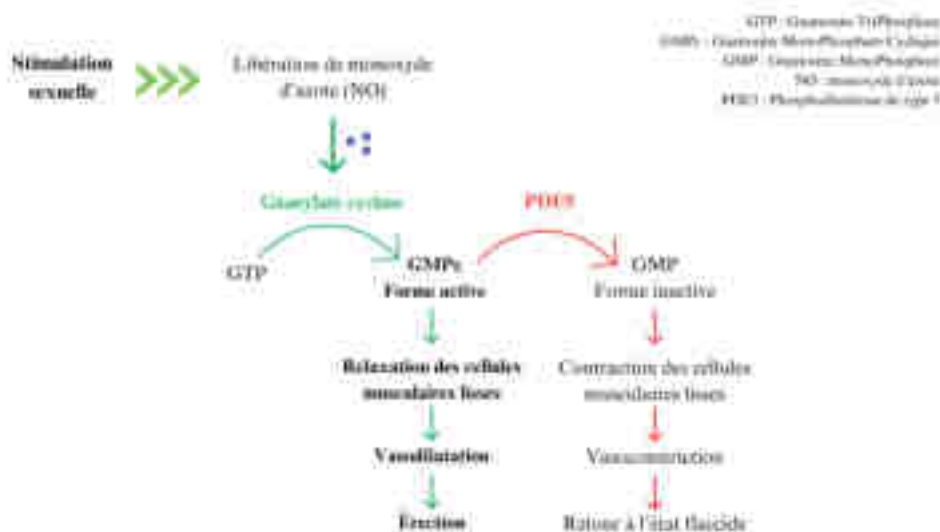 GTP : Guanosine TriPhosphate
GMPc : Guanosine MonoPhosphate Cyclique
GMP : Guanosine MonoPhosphate
NO : monoxyde d'azote
PDE5 : Phosphodiestérase de type 5
Stimulation
sexuelle
Libération de monoxyde
d'azote (NO)
Guanylate cyclase
PDE5
GTP
GMPc
Forme active
GMP
Forme inactive
Relaxation des cellules
musculaires lisses
Contraction des cellules
musculaires lisses
Vasodilatation
Vasoconstriction
Érection
Retour à l'état flaccide